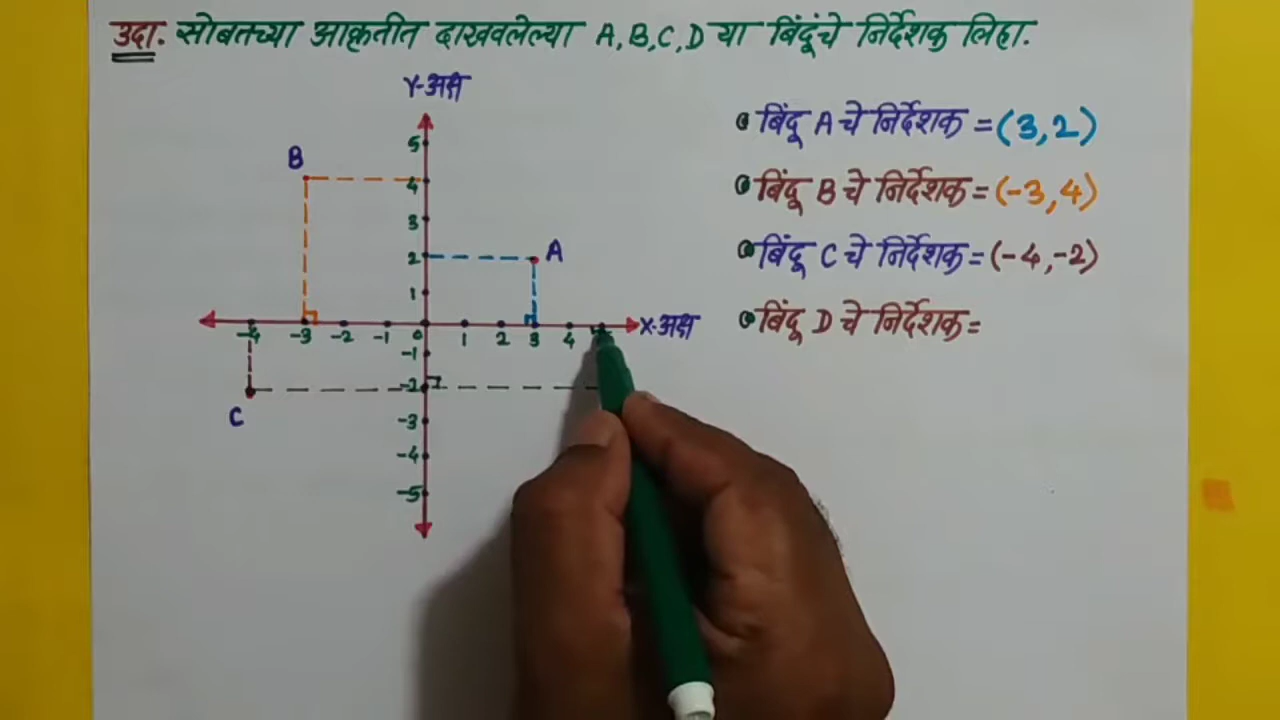 उदा. सोबतच्या आकृतीत दाखवलेल्या A, B, C, D या बिंदूंचे निर्देशक लिहा.
Y-अक्ष
बिंदू A चे निर्देशक = (3, 2)
5
B
4
बिंदू B चे निर्देशक = (-3, 4)
3
2
A
बिंदू C चे निर्देशक = (-4, -2)
1
-4 -3 -2 -1 0 1 2 3 4
X-अक्ष
बिंदू D चे निर्देशक =
-1
-2
C
-3
-4
-5